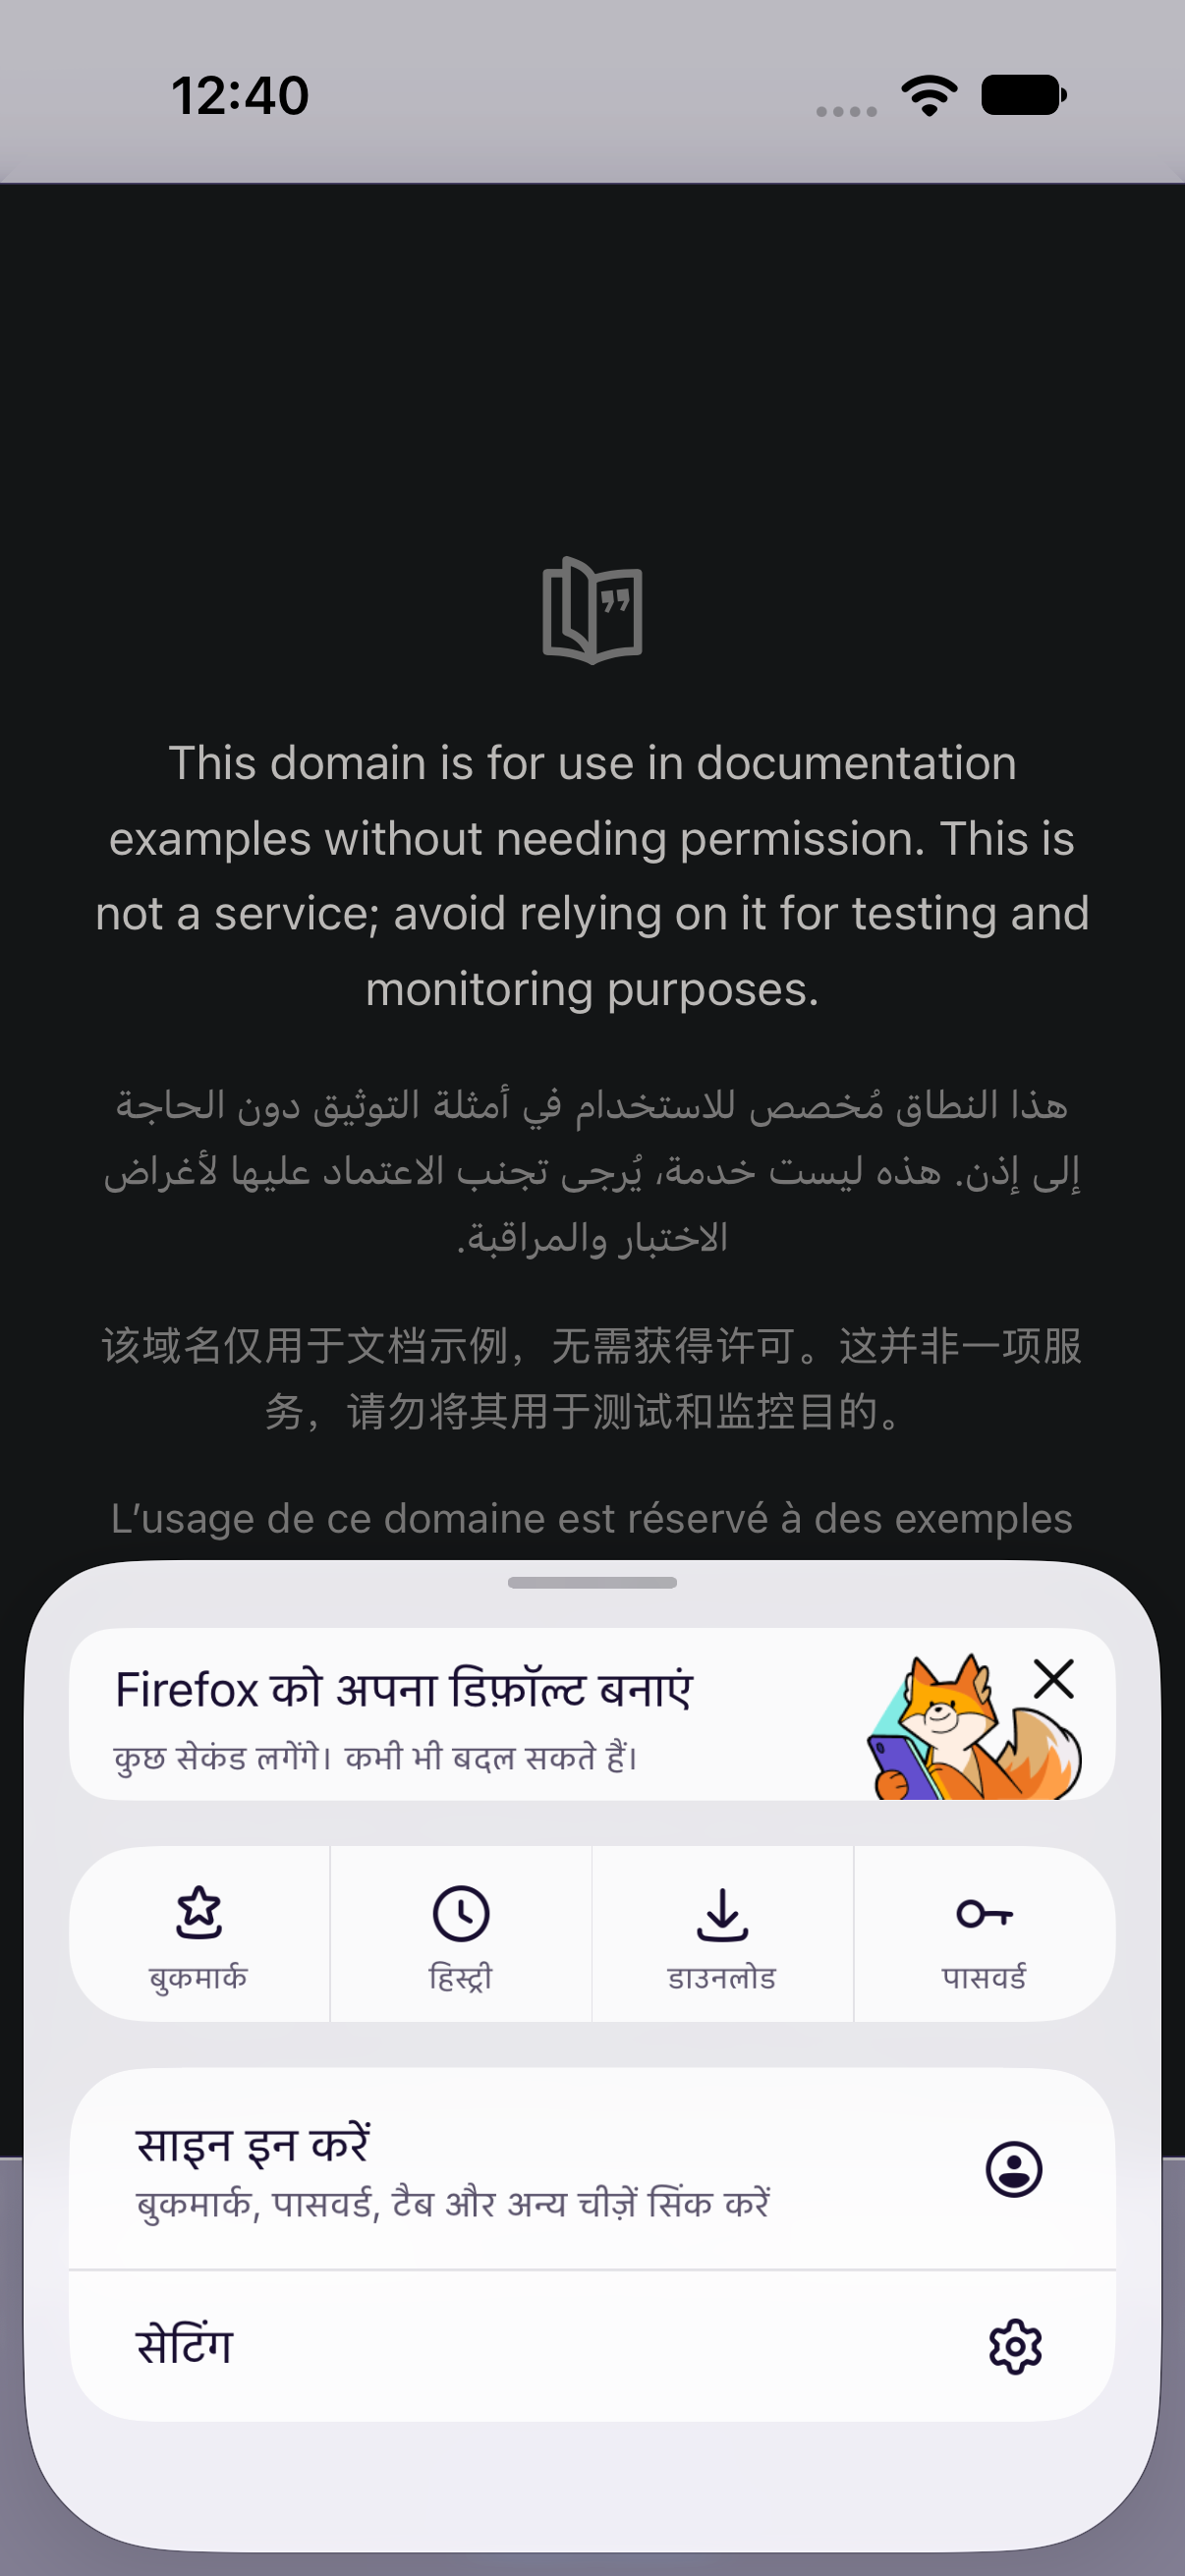 12:40
This domain is for use in documentation
examples without needing permission. This is
not a service; avoid relying on it for testing and
monitoring purposes.
هذا النطاق مُخصص للاستخدام في أمثلة التوثيق دون الحاجة
إلى إذن. هذه ليست خدمة، يُرجى تجنب الاعتماد عليها لأغراض
الاختبار والمراقبة.
该域名仅用于文档示例，无需获得许可。这并非一项服
务，请勿将其用于测试和监控目的。
L’usage de ce domaine est réservé à des exemples
Firefox को अपना डिफ़ॉल्ट बनाएं
कुछ सेकंड लगेंगे। कभी भी बदल सकते हैं।
बुकमार्क
हिस्ट्री
डाउनलोड
पासवर्ड
साइन इन करें
बुकमार्क, पासवर्ड, टैब और अन्य चीज़ें सिंक करें
सेटिंग